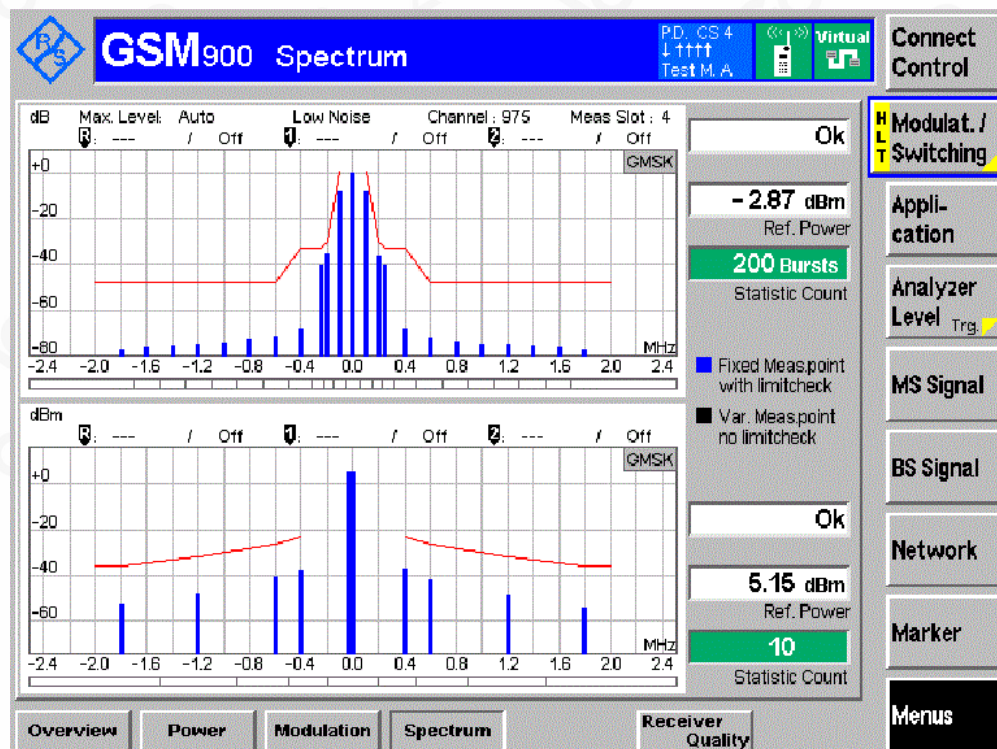 R&S
GSM900 Spectrum
PD. CS 4
↓ ↑↑↑↑
Test M. A
Virtual
Connect Control
H L T
Modulat. / Switching
Appli-
cation
Analyzer
Level Trg.
MS Signal
BS Signal
Network
Marker
Menus
dB Max. Level: Auto Low Noise Channel : 975 Meas Slot : 4
R: --- / Off 1: --- / Off 2: --- / Off
GMSK
+0
-20
-40
-60
-80
MHz
-2.4 -2.0 -1.6 -1.2 -0.8 -0.4 0.0 0.4 0.8 1.2 1.6 2.0 2.4
Ok
- 2.87 dBm
Ref. Power
200 Bursts
Statistic Count
Fixed Meas.point
with limitcheck
Var. Meas.point
no limitcheck
dBm
R: --- / Off 1: --- / Off 2: --- / Off
GMSK
+0
-20
-40
-60
MHz
-2.4 -2.0 -1.6 -1.2 -0.8 -0.4 0.0 0.4 0.8 1.2 1.6 2.0 2.4
Ok
5.15 dBm
Ref. Power
10
Statistic Count
Overview Power Modulation Spectrum Receiver Quality